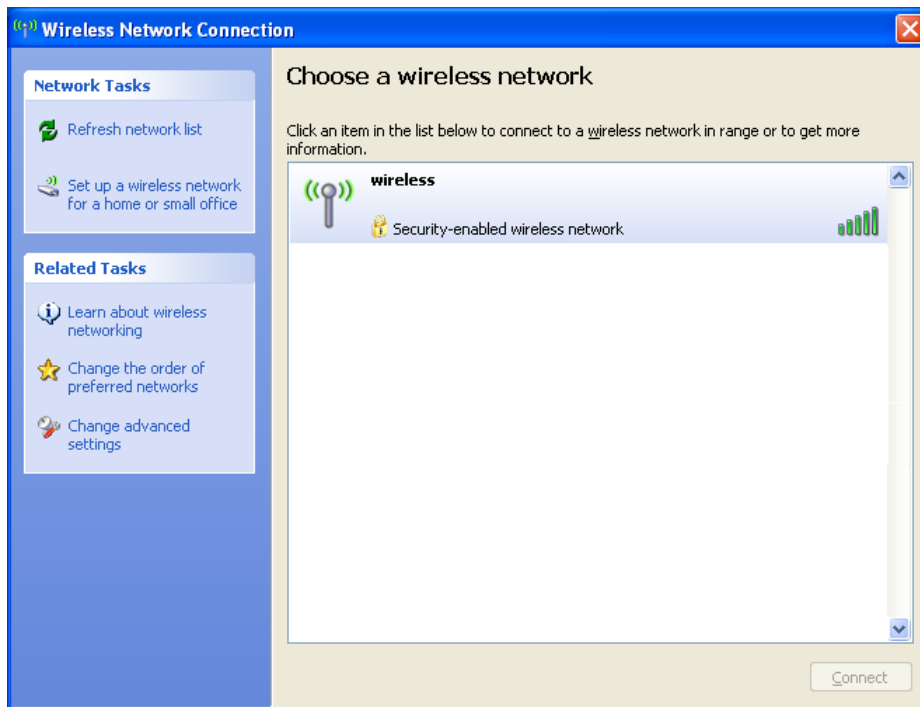 Wireless Network Connection
Network Tasks
Refresh network list
Set up a wireless network
for a home or small office
Related Tasks
Learn about wireless
networking
Change the order of
preferred networks
Change advanced
settings
Choose a wireless network
Click an item in the list below to connect to a wireless network in range or to get more
information.
wireless
Security-enabled wireless network
Connect